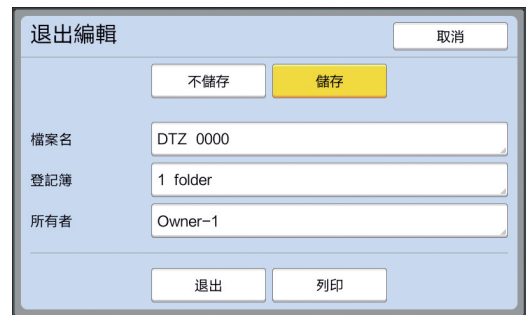 退出編輯 取消
不儲存 儲存
檔案名 DTZ 0000
登記簿 1 folder
所有者 Owner-1
退出 列印